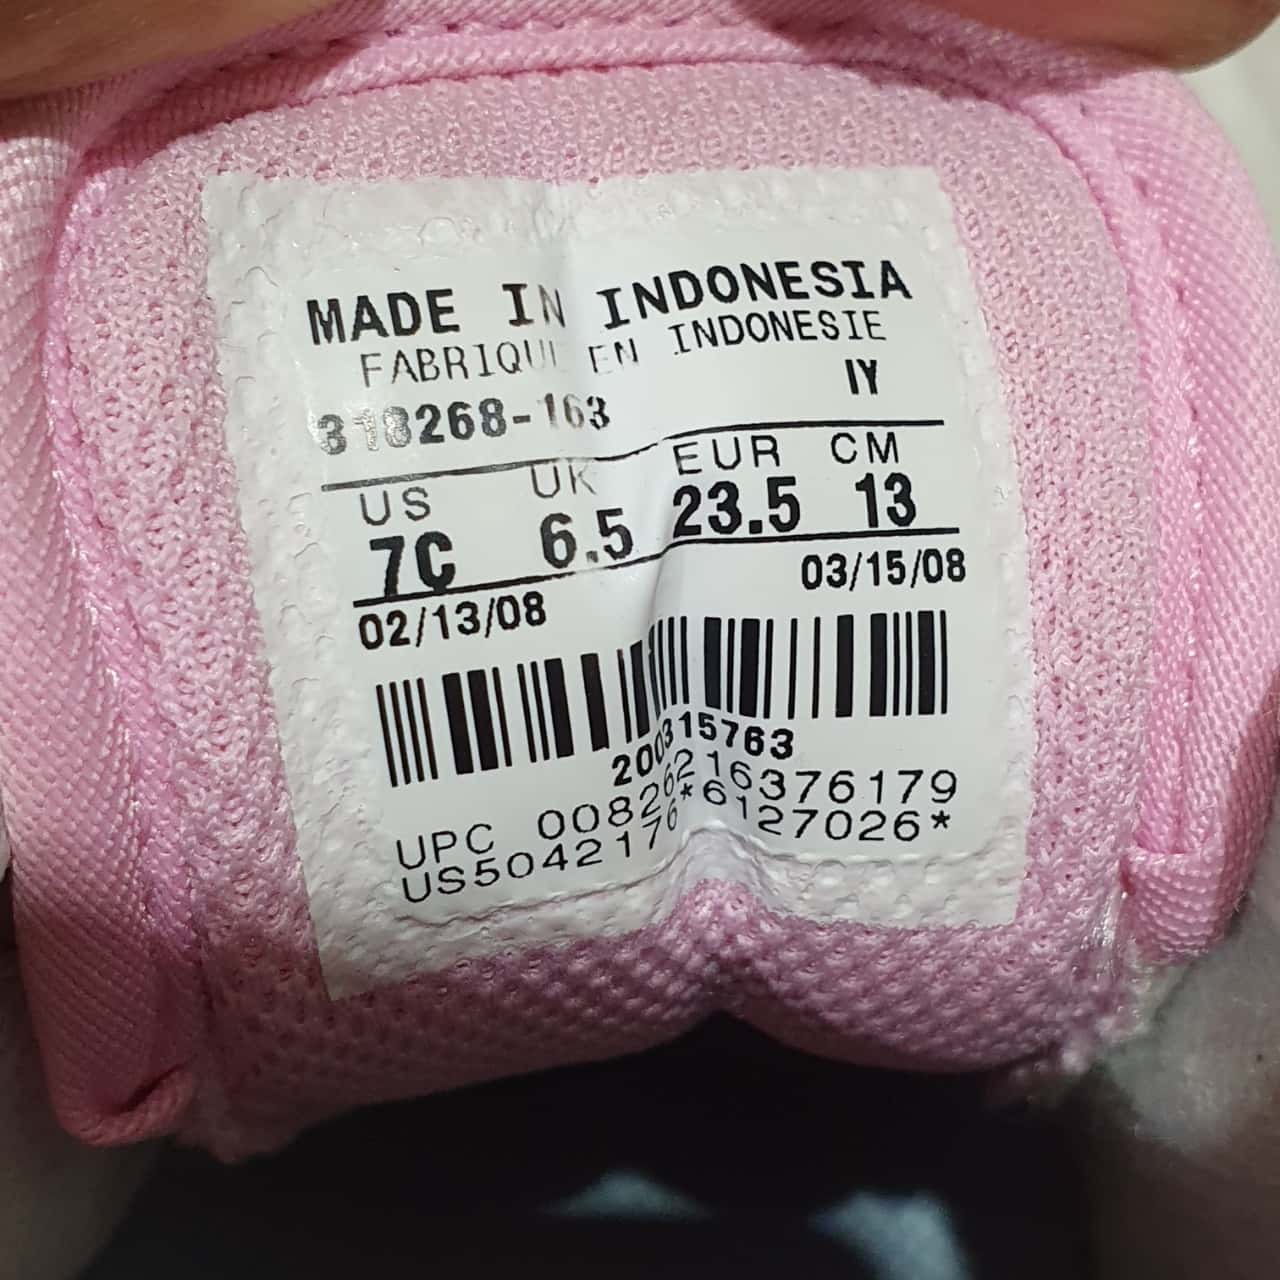 MADE IN INDONESIA
FABRIQUE EN INDONESIE
IY
318268-163
US UK EUR CM
7C 6.5 23.5 13
02/13/08 03/15/08
200315763
UPC 00826216376179
US5042176*6127026*